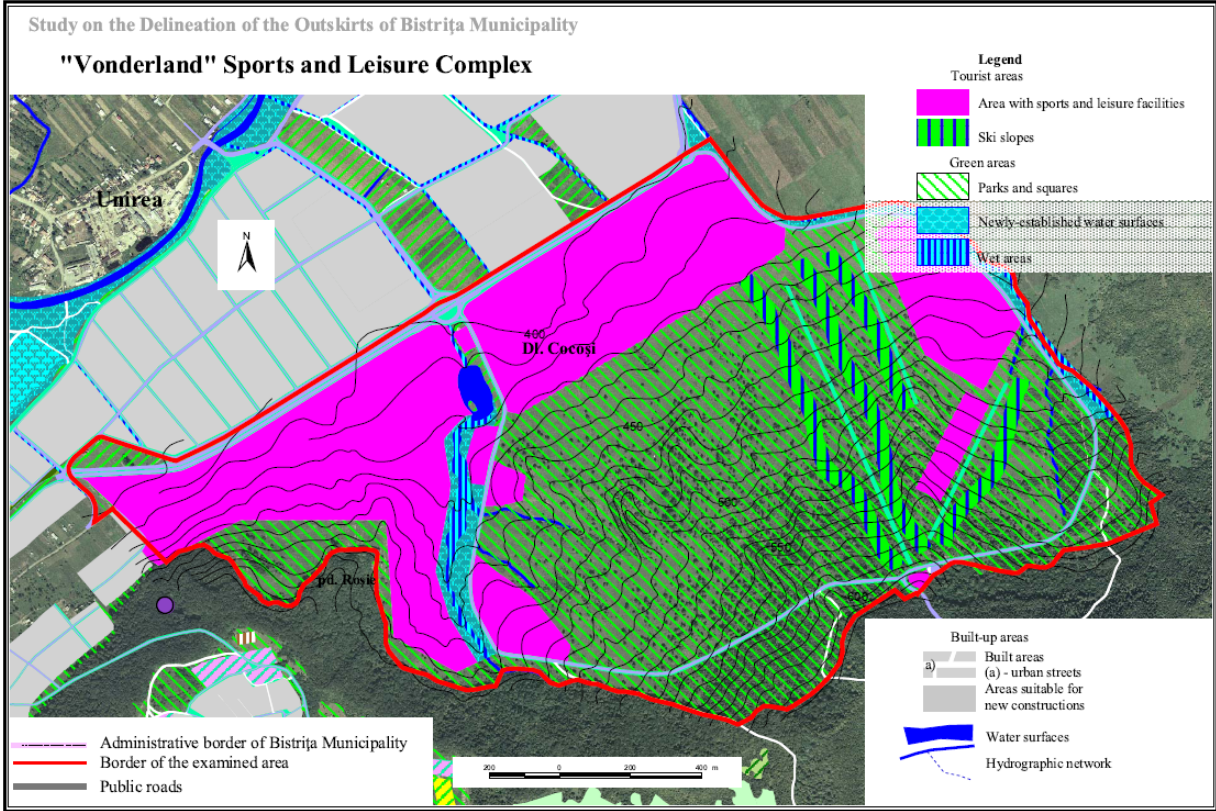 Study on the Delineation of the Outskirts of Bistrița Municipality
"Vonderland" Sports and Leisure Complex
Legend
Tourist areas
Area with sports and leisure facilities
Ski slopes
Green areas
Parks and squares
Newly-established water surfaces
Wet areas
Unirea
N
400
Dl. Cocoși
450
500
550
600
pd. Rosie
Built-up areas
a)
Built areas
(a) - urban streets
Areas suitable for
new constructions
Water surfaces
Hydrographic network
Administrative border of Bistrița Municipality
Border of the examined area
Public roads
200 0 200 400 m